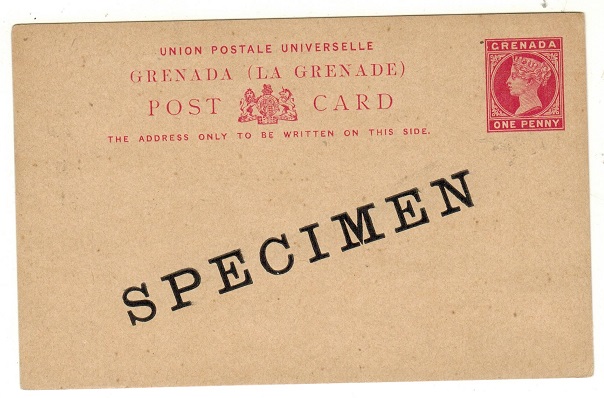 UNION POSTALE UNIVERSELLE
GRENADA (LA GRENADE)
POST CARD
THE ADDRESS ONLY TO BE WRITTEN ON THIS SIDE.
GRENADA
ONE PENNY
SPECIMEN